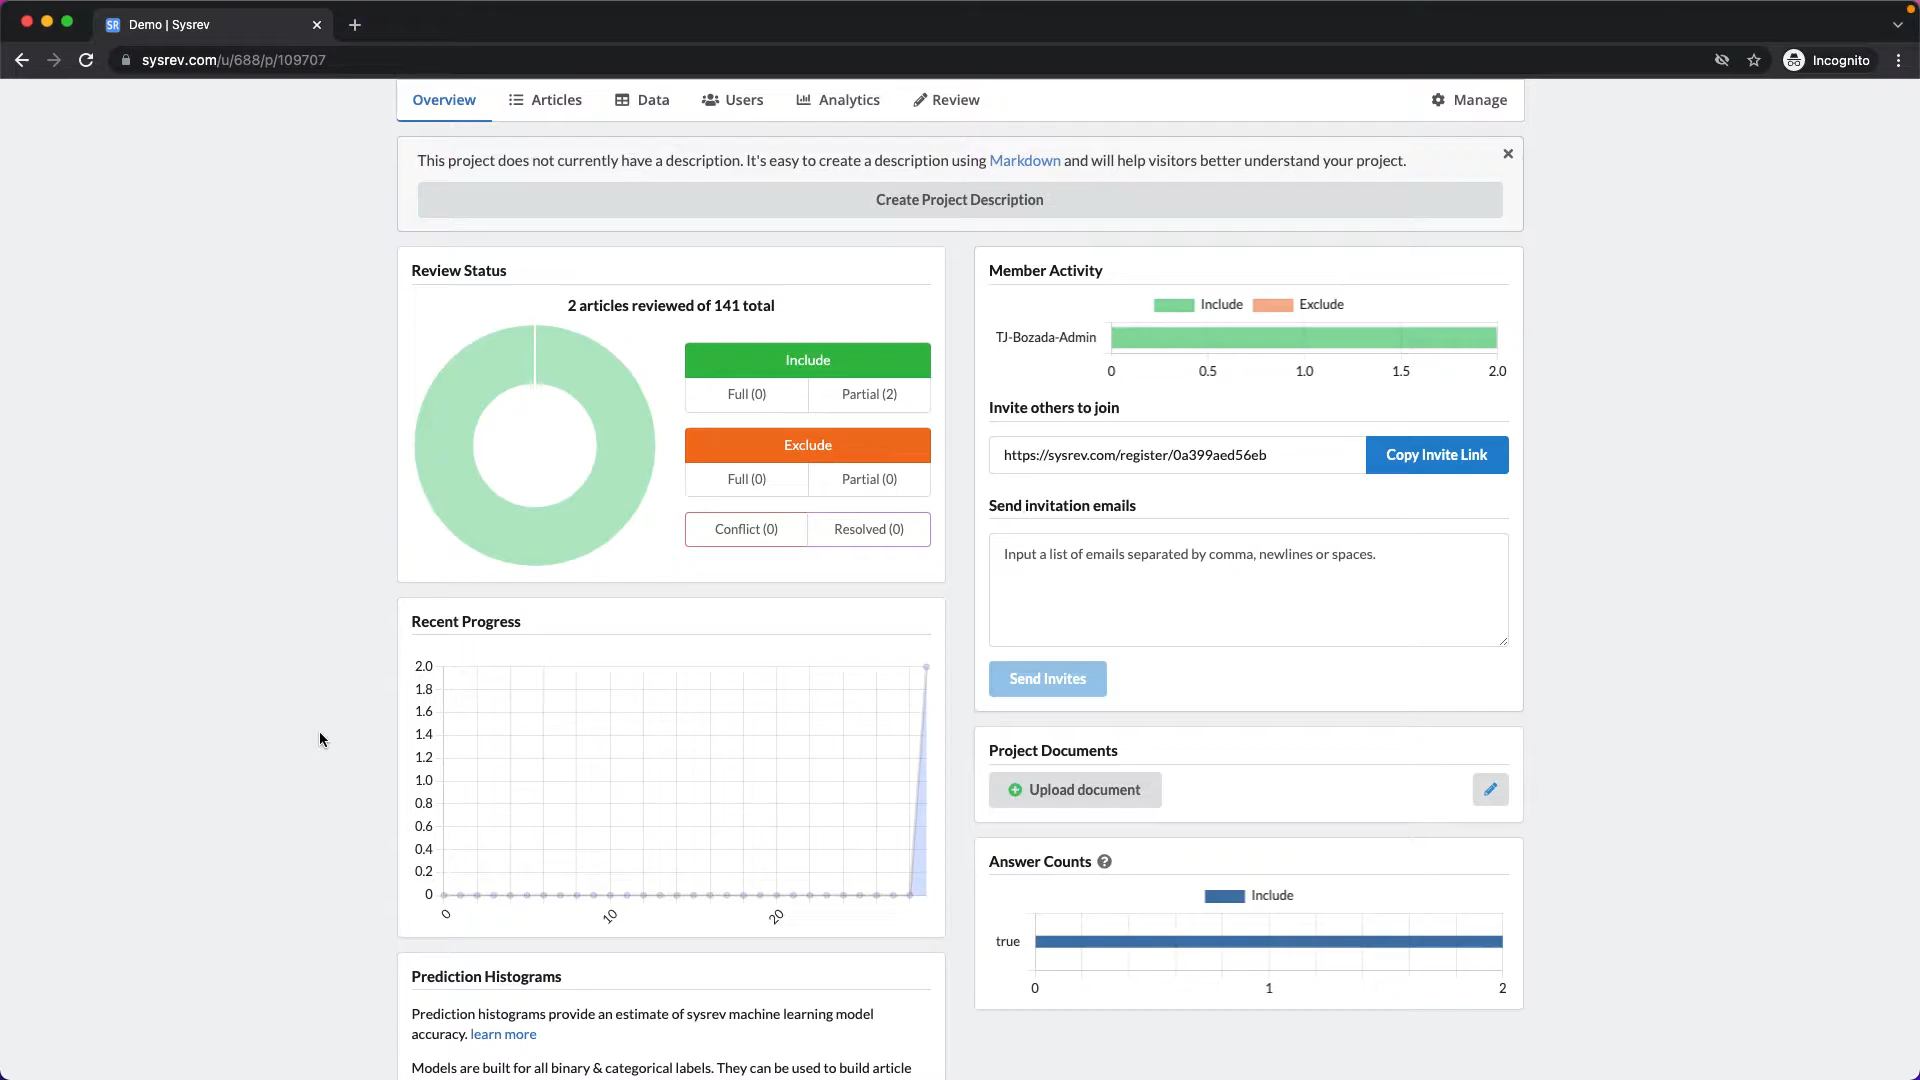 Demo | Sysrev
sysrev.com/u/688/p/109707
Incognito
Overview
Articles
Data
Users
Analytics
Review
Manage
This project does not currently have a description. It's easy to create a description using Markdown and will help visitors better understand your project.
Create Project Description
Review Status
2 articles reviewed of 141 total
Include
Full (0)
Partial (2)
Exclude
Full (0)
Partial (0)
Conflict (0)
Resolved (0)
Member Activity
Include
Exclude
TJ-Bozada-Admin
0
0.5
1.0
1.5
2.0
Invite others to join
https://sysrev.com/register/0a399aed56eb
Copy Invite Link
Send invitation emails
Input a list of emails separated by comma, newlines or spaces.
Send Invites
Recent Progress
2.0
1.8
1.6
1.4
1.2
1.0
0.8
0.6
0.4
0.2
0
0
10
20
Project Documents
Upload document
Answer Counts
Include
true
0
1
2
Prediction Histograms
Prediction histograms provide an estimate of sysrev machine learning model
accuracy. learn more
Models are built for all binary & categorical labels. They can be used to build article